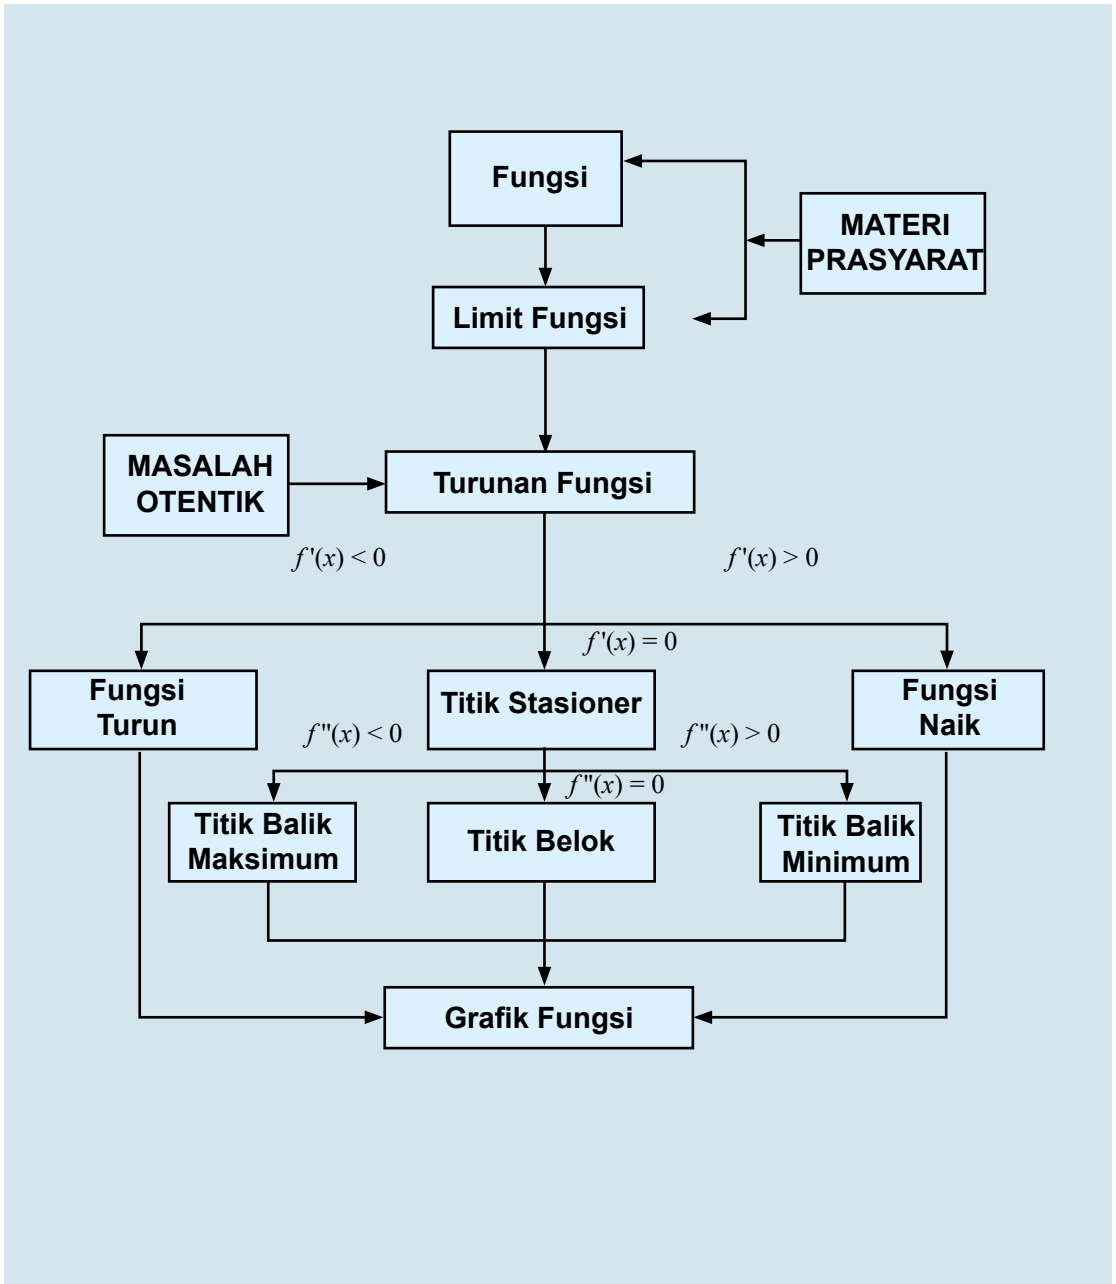 Fungsi
MATERI
PRASYARAT
Limit Fungsi
MASALAH
OTENTIK
Turunan Fungsi
f'(x) < 0
f'(x) > 0
f'(x) = 0
Fungsi
Turun
Titik Stasioner
Fungsi
Naik
f"(x) < 0
f"(x) > 0
f"(x) = 0
Titik Balik
Maksimum
Titik Belok
Titik Balik
Minimum
Grafik Fungsi